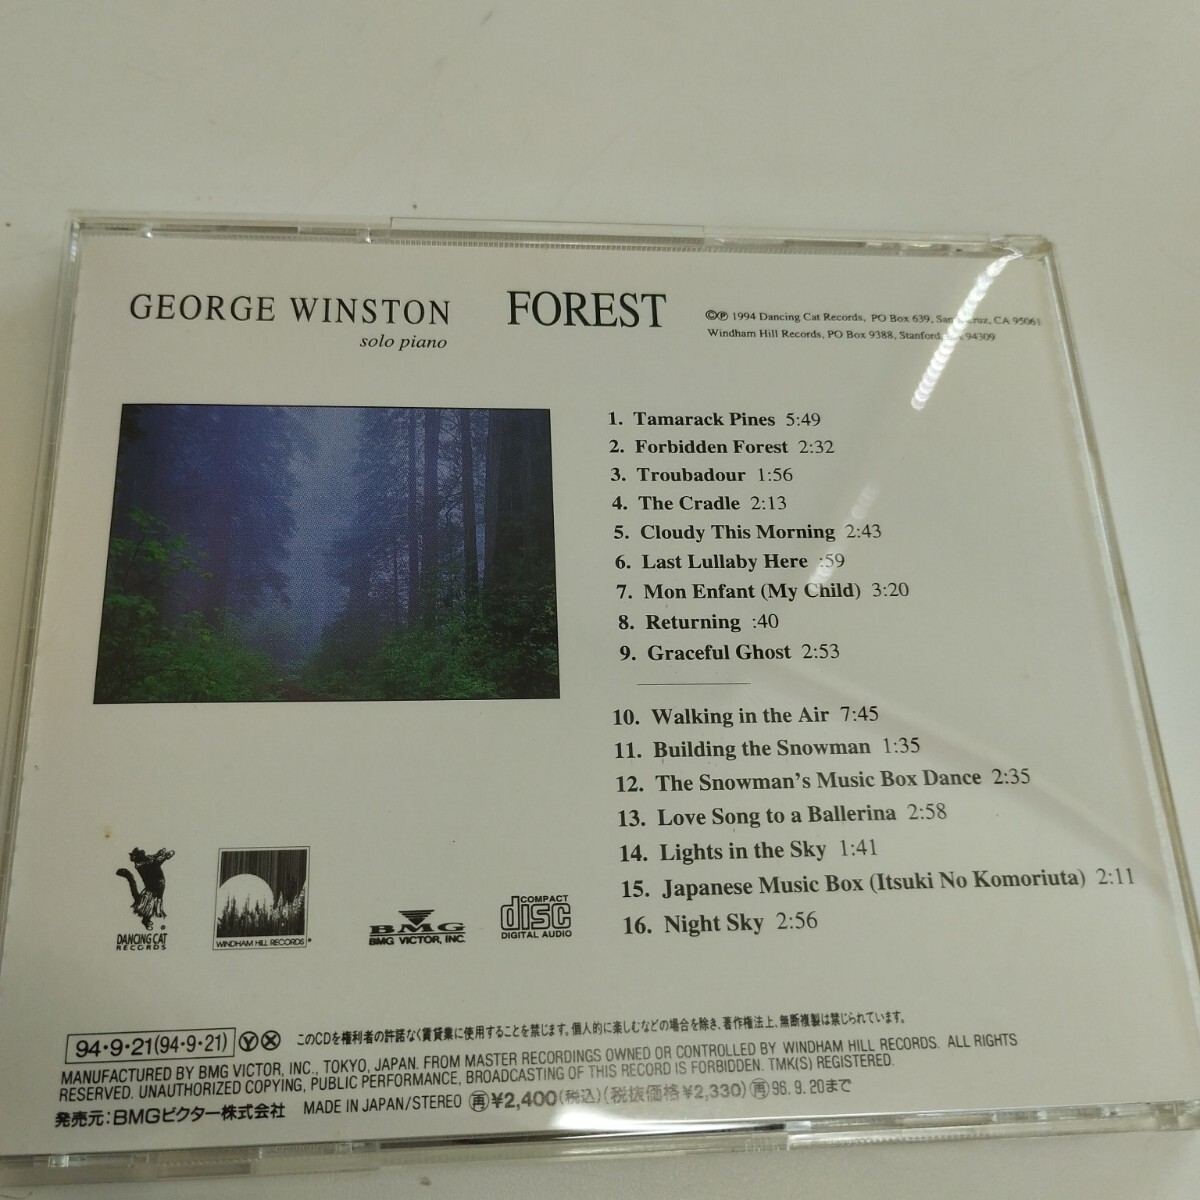 GEORGE WINSTON
solo piano
FOREST
©℗ 1994 Dancing Cat Records, PO Box 639, CA 95061
Windham Hill Records, PO Box 9388, Stanford, 94309
1. Tamarack Pines 5:49
2. Forbidden Forest 2:32
3. Troubadour 1:56
4. The Cradle 2:13
5. Cloudy This Morning 2:43
6. Last Lullaby Here :59
7. Mon Enfant (My Child) 3:20
8. Returning :40
9. Graceful Ghost 2:53
10. Walking in the Air 7:45
11. Building the Snowman 1:35
12. The Snowman's Music Box Dance 2:35
13. Love Song to a Ballerina 2:58
14. Lights in the Sky 1:41
15. Japanese Music Box (Itsuki No Komoriuta) 2:11
16. Night Sky 2:56
DANCING CAT
RECORDS
WINDHAM HILL RECORDS
BMG
BMG VICTOR, INC.
COMPACT
disc
DIGITAL AUDIO
94・9・21(94・9・21) Ⓨ Ⓧ このCDを権利者の許諾なく賃貸業に使用することを禁じます。個人的に楽しむなどの場合を除き、著作権法上、無断複製は禁じられています。
MANUFACTURED BY BMG VICTOR, INC., TOKYO, JAPAN. FROM MASTER RECORDINGS OWNED OR CONTROLLED BY WINDHAM HILL RECORDS. ALL RIGHTS
RESERVED. UNAUTHORIZED COPYING, PUBLIC PERFORMANCE, BROADCASTING OF THIS RECORD IS FORBIDDEN. TMK(S) REGISTERED.
発売元:BMGビクター株式会社 MADE IN JAPAN/STEREO ㊢¥2,400(税込)(税抜価格¥2,330)㊢96.9.20まで